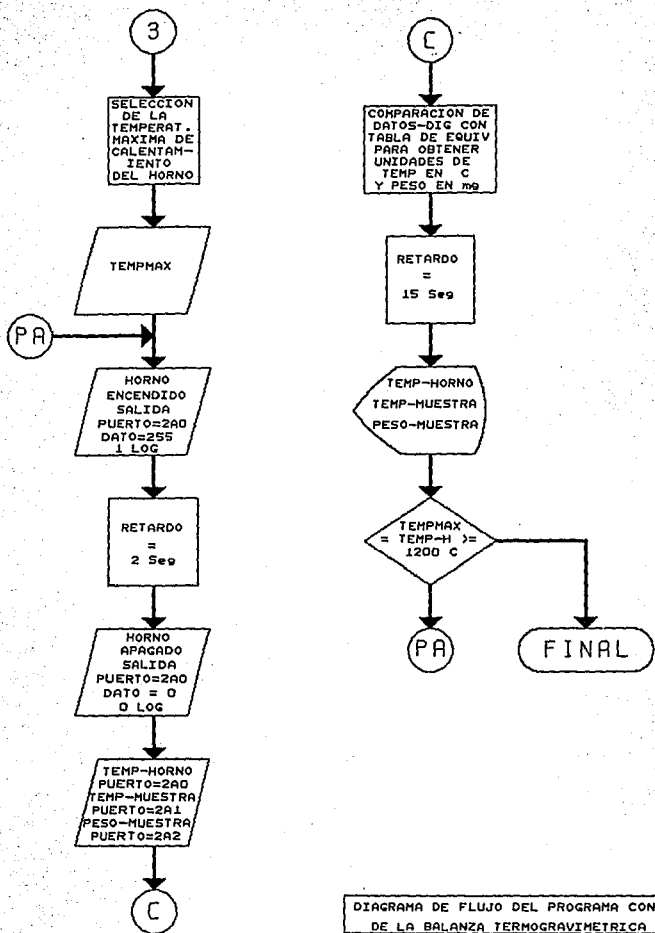 3
SELECCION
DE LA
TEMPERAT.
MAXIMA DE
CALENTAM-
IENTO
DEL HORNO
TEMPMAX
PA
HORNO
ENCENDIDO
SALIDA
PUERTO=2A0
DATO=255
1 LOG
RETARDO
=
2 Seg
HORNO
APAGADO
SALIDA
PUERTO=2A0
DATO = 0
0 LOG
TEMP-HORNO
PUERTO=2A0
TEMP-MUESTRA
PUERTO=2A1
PESO-MUESTRA
PUERTO=2A2
C
C
COMPARACION DE
DATOS-DIG CON
TABLA DE EQUIV
PARA OBTENER
UNIDADES DE
TEMP EN C
Y PESO EN mg
RETARDO
=
15 Seg
TEMP-HORNO
TEMP-MUESTRA
PESO-MUESTRA
TEMPMAX
= TEMP-H >=
1200 C
PA
FINAL
DIAGRAMA DE FLUJO DEL PROGRAMA CON
DE LA BALANZA TERMOGRAVIMETRICA